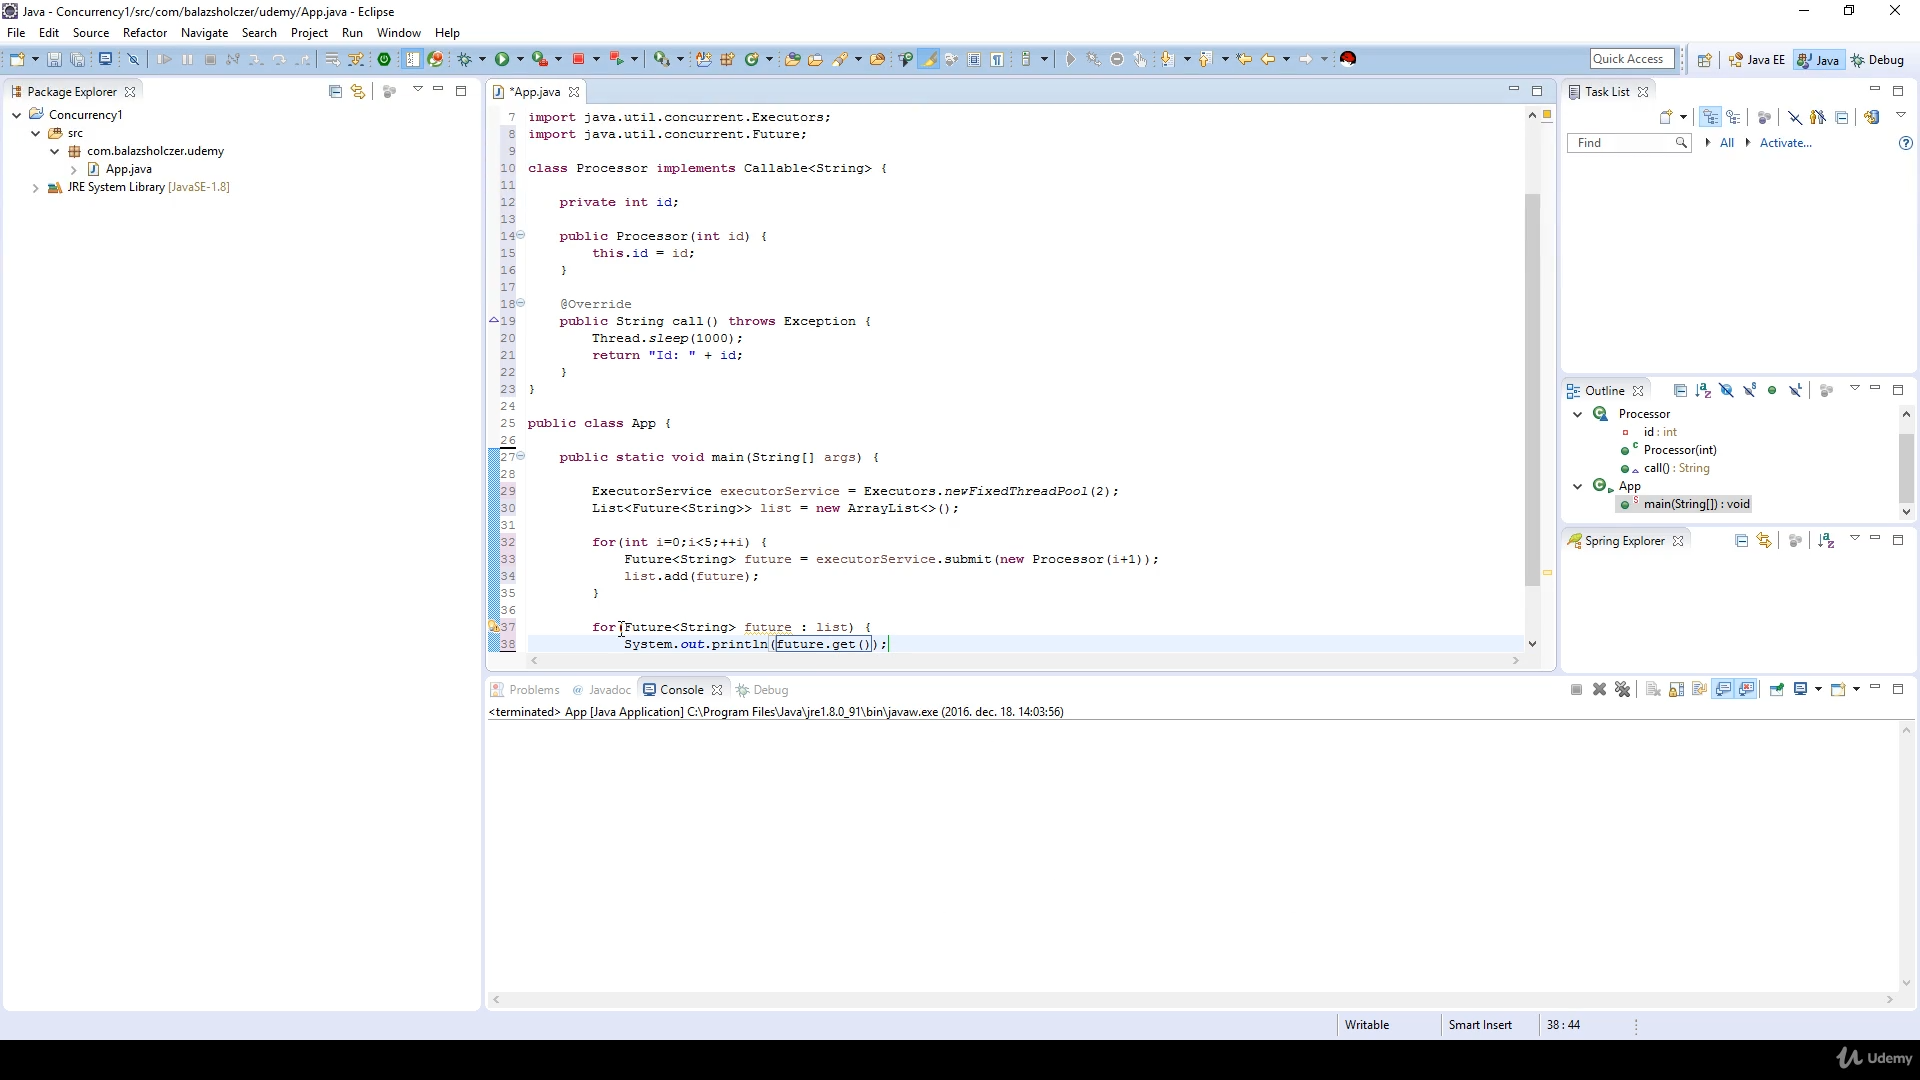 Java - Concurrency1/src/com/balazsholczer/udemy/App.java - Eclipse
File Edit Source Refactor Navigate Search Project Run Window Help
Quick Access Java EE Java Debug
Package Explorer
Concurrency1
src
com.balazsholczer.udemy
App.java
JRE System Library [JavaSE-1.8]
*App.java
7 import java.util.concurrent.Executors;
8 import java.util.concurrent.Future;
9
10 class Processor implements Callable<String> {
11
12 private int id;
13
14 public Processor(int id) {
15 this.id = id;
16 }
17
18 @Override
19 public String call() throws Exception {
20 Thread.sleep(1000);
21 return "Id: " + id;
22 }
23 }
24
25 public class App {
26
27 public static void main(String[] args) {
28
29 ExecutorService executorService = Executors.newFixedThreadPool(2);
30 List<Future<String>> list = new ArrayList<>();
31
32 for(int i=0;i<5;++i) {
33 Future<String> future = executorService.submit(new Processor(i+1));
34 list.add(future);
35 }
36
37 for(Future<String> future : list) {
38 System.out.println(future.get());
Task List
Find All Activate...
Outline
Processor
id : int
Processor(int)
call() : String
App
main(String[]) : void
Spring Explorer
Problems Javadoc Console Debug
<terminated> App [Java Application] C:\Program Files\Java\jre1.8.0_91\bin\javaw.exe (2016. dec. 18. 14:03:56)
Writable Smart Insert 38 : 44
Udemy